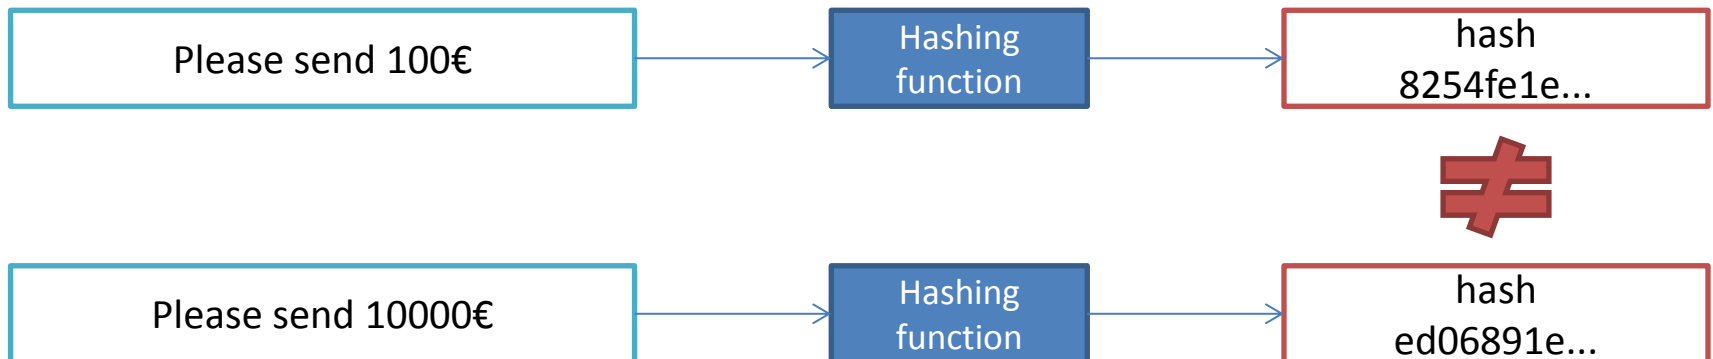 Please send 100€
Hashing
function
hash
8254fe1e...
Please send 10000€
Hashing
function
hash
ed06891e...